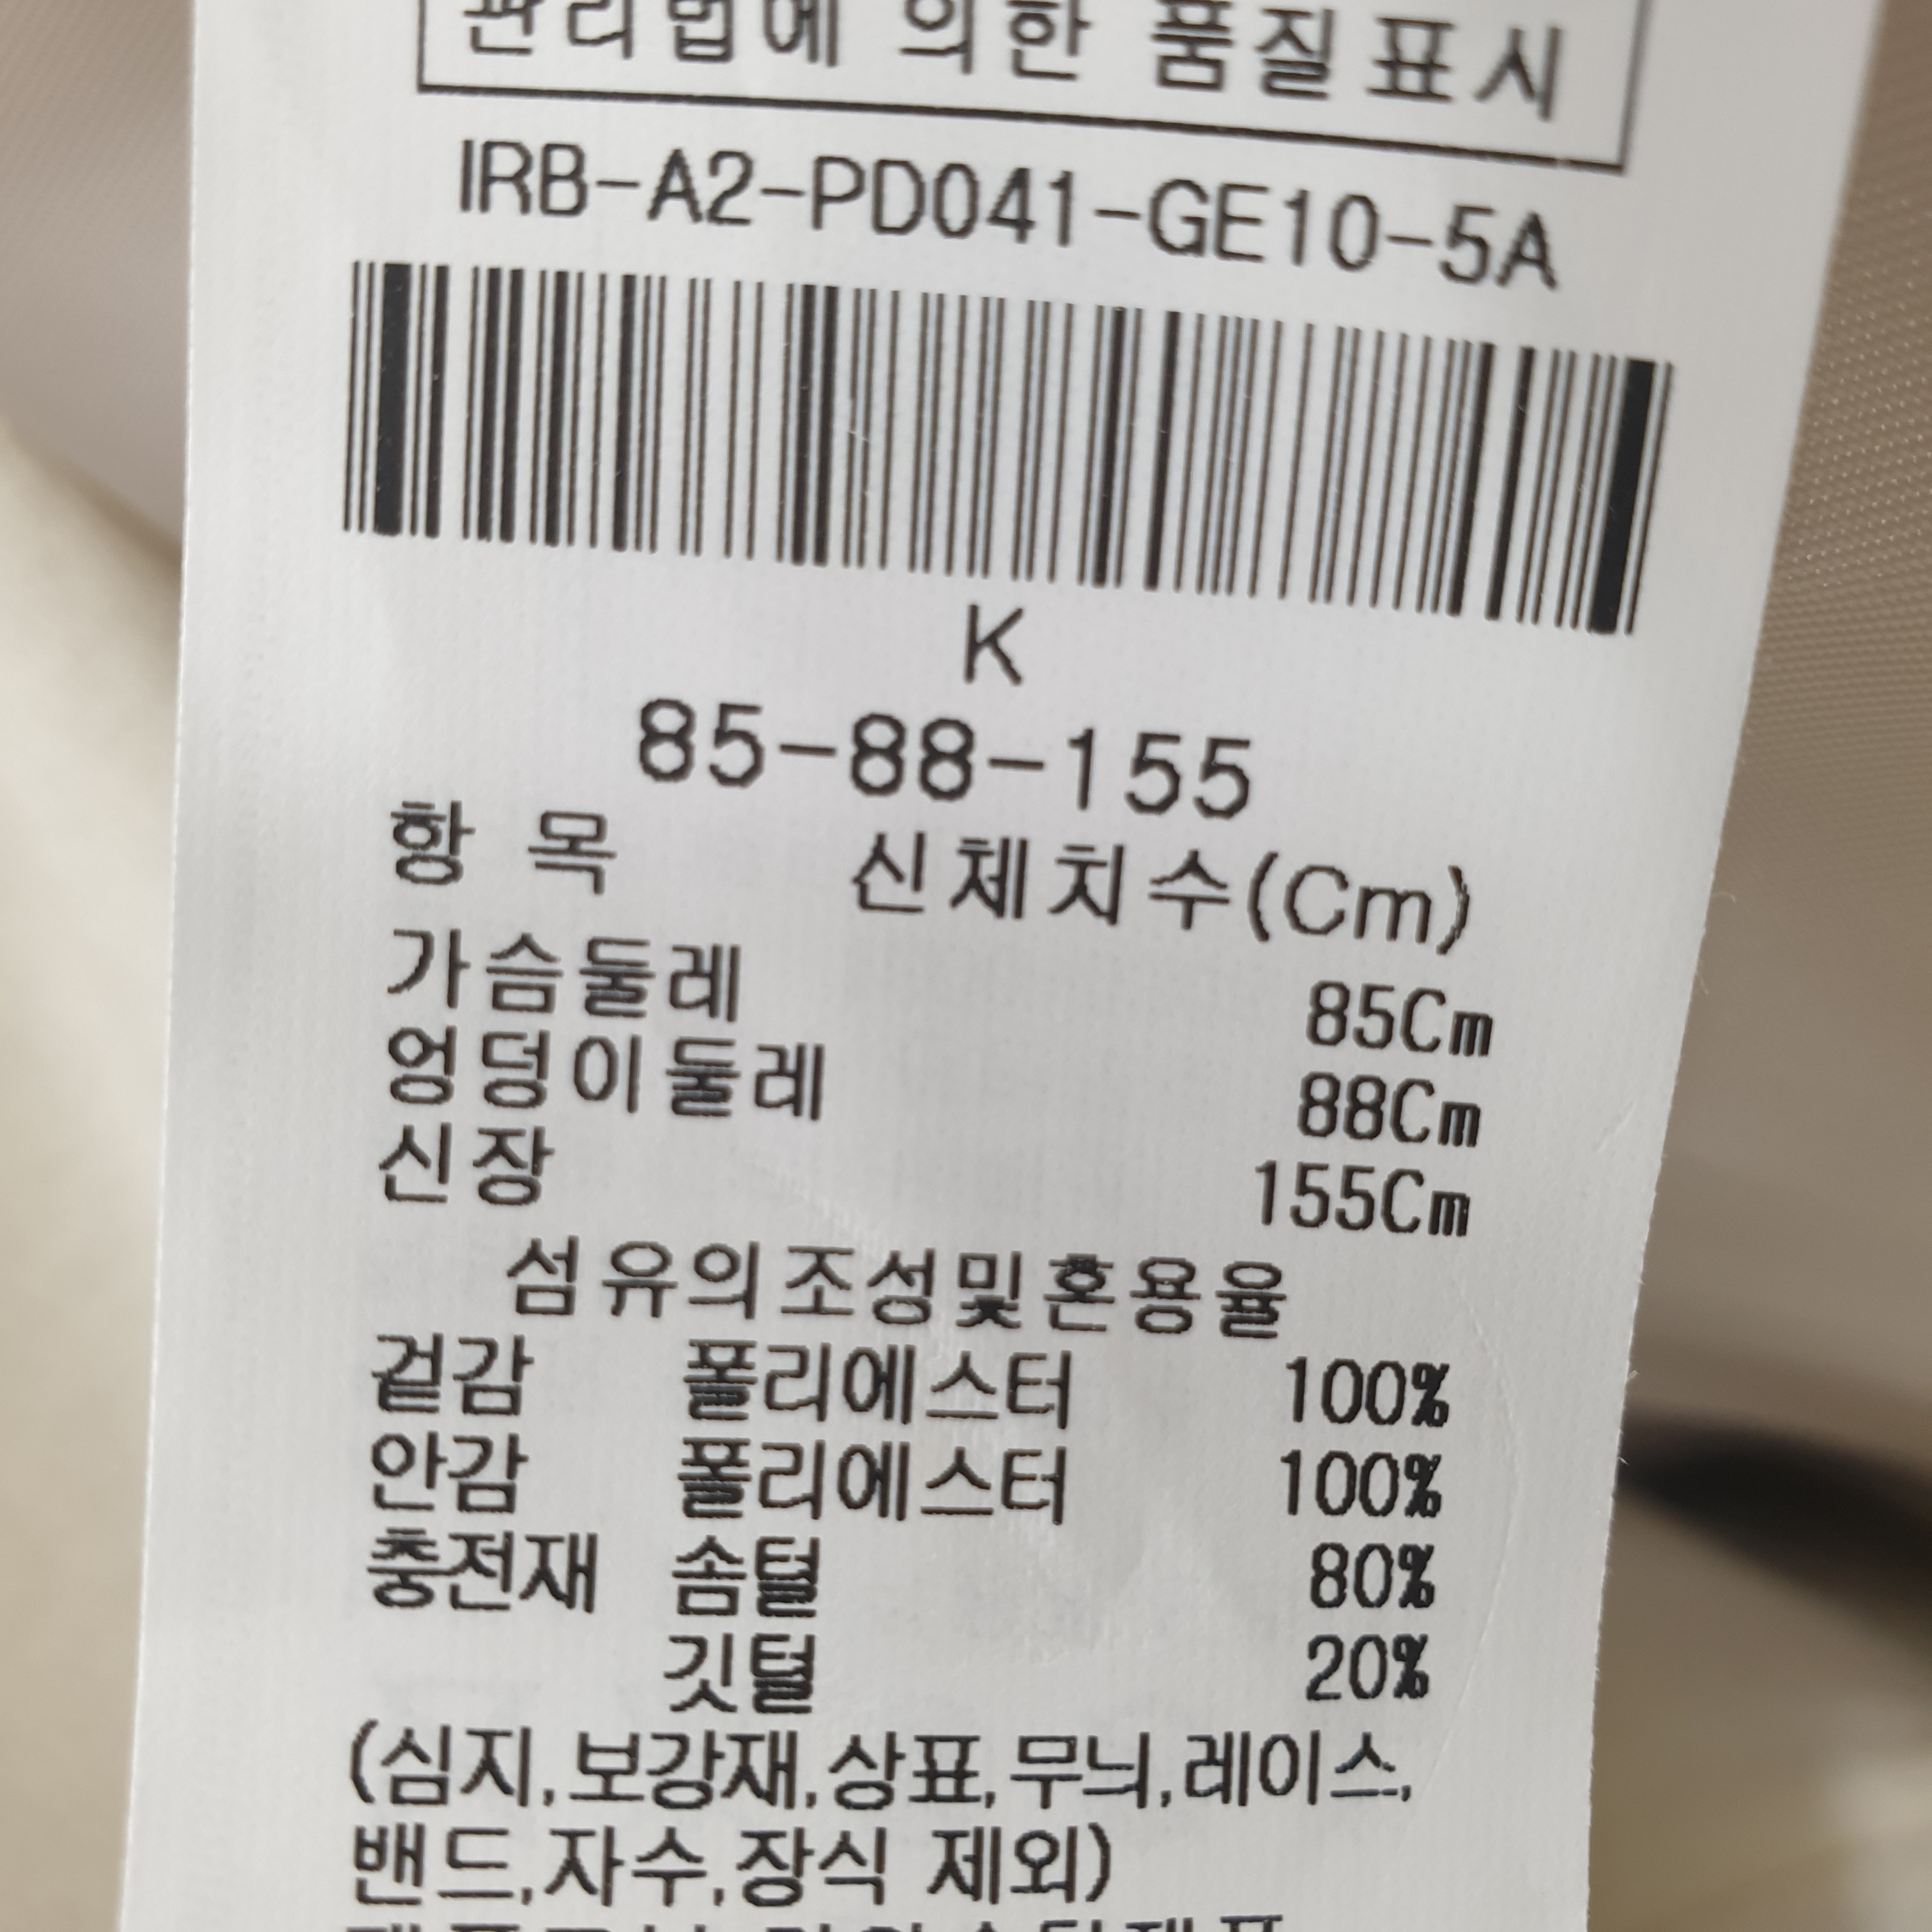 관리법에 의한 품질표시
IRB-A2-PD041-GE10-5A
K
85-88-155
항 목 신체치수(Cm)
가슴둘레 85Cm
엉덩이둘레 88Cm
신장 155Cm
섬유의조성및혼용율
겉감 폴리에스터 100%
안감 폴리에스터 100%
충전재 솜털 80%
깃털 20%
(심지,보강재,상표,무늬,레이스,
밴드,자수,장식 제외)